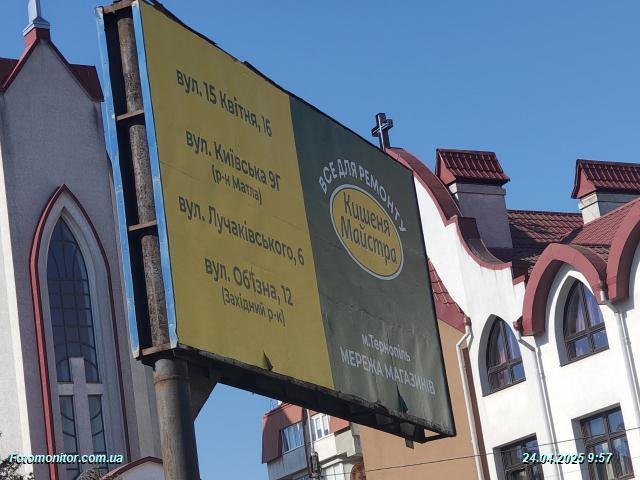 вул. 15 Квітня, 16
вул. Київська 9Г
(р-н Матла)
вул. Лучаківського, 6
вул. Об'їзна, 12
(Західний р-к)
ВСЕ ДЛЯ РЕМОНТУ
Кишеня
Майстра
м.Тернопіль
МЕРЕЖА МАГАЗИНІВ
Fotomonitor.com.ua
24.04.2025 9:57